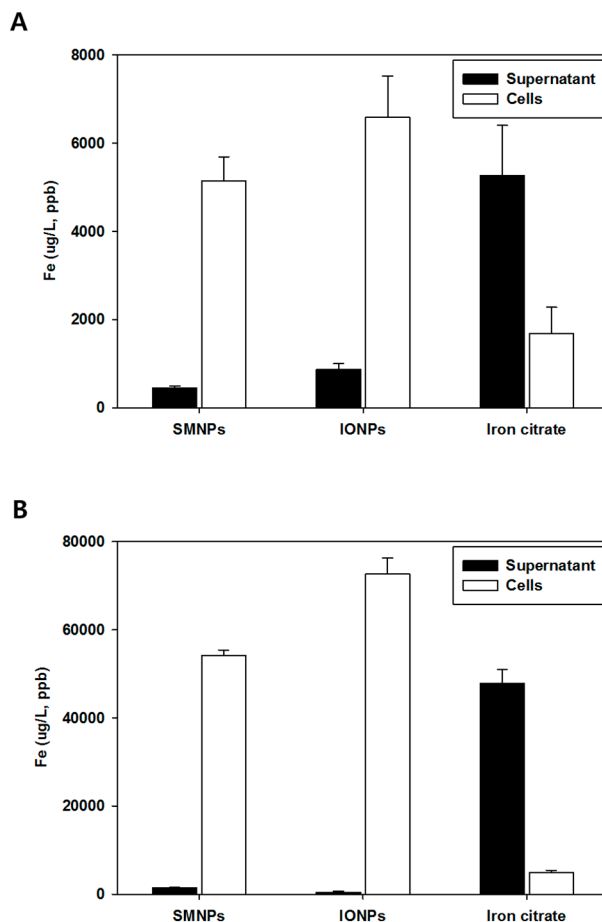 A
8000
6000
4000
2000
0
Fe (ug/L, ppb)
Supernatant
Cells
SMNPs IONPs Iron citrate
B
80000
60000
40000
20000
0
Fe (ug/L, ppb)
Supernatant
Cells
SMNPs IONPs Iron citrate